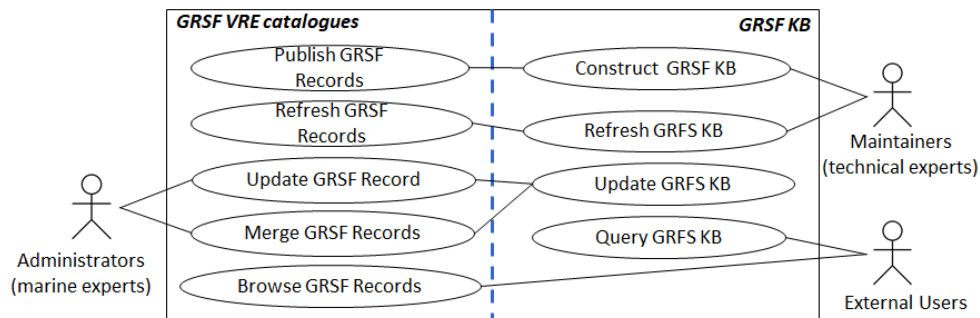 GRSF VRE catalogues
GRSF KB
Publish GRSF
Records
Construct GRSF KB
Refresh GRSF
Records
Refresh GRFS KB
Maintainers
(technical experts)
Update GRSF Record
Update GRFS KB
Merge GRSF Records
Query GRFS KB
Administrators
(marine experts)
Browse GRSF Records
External Users